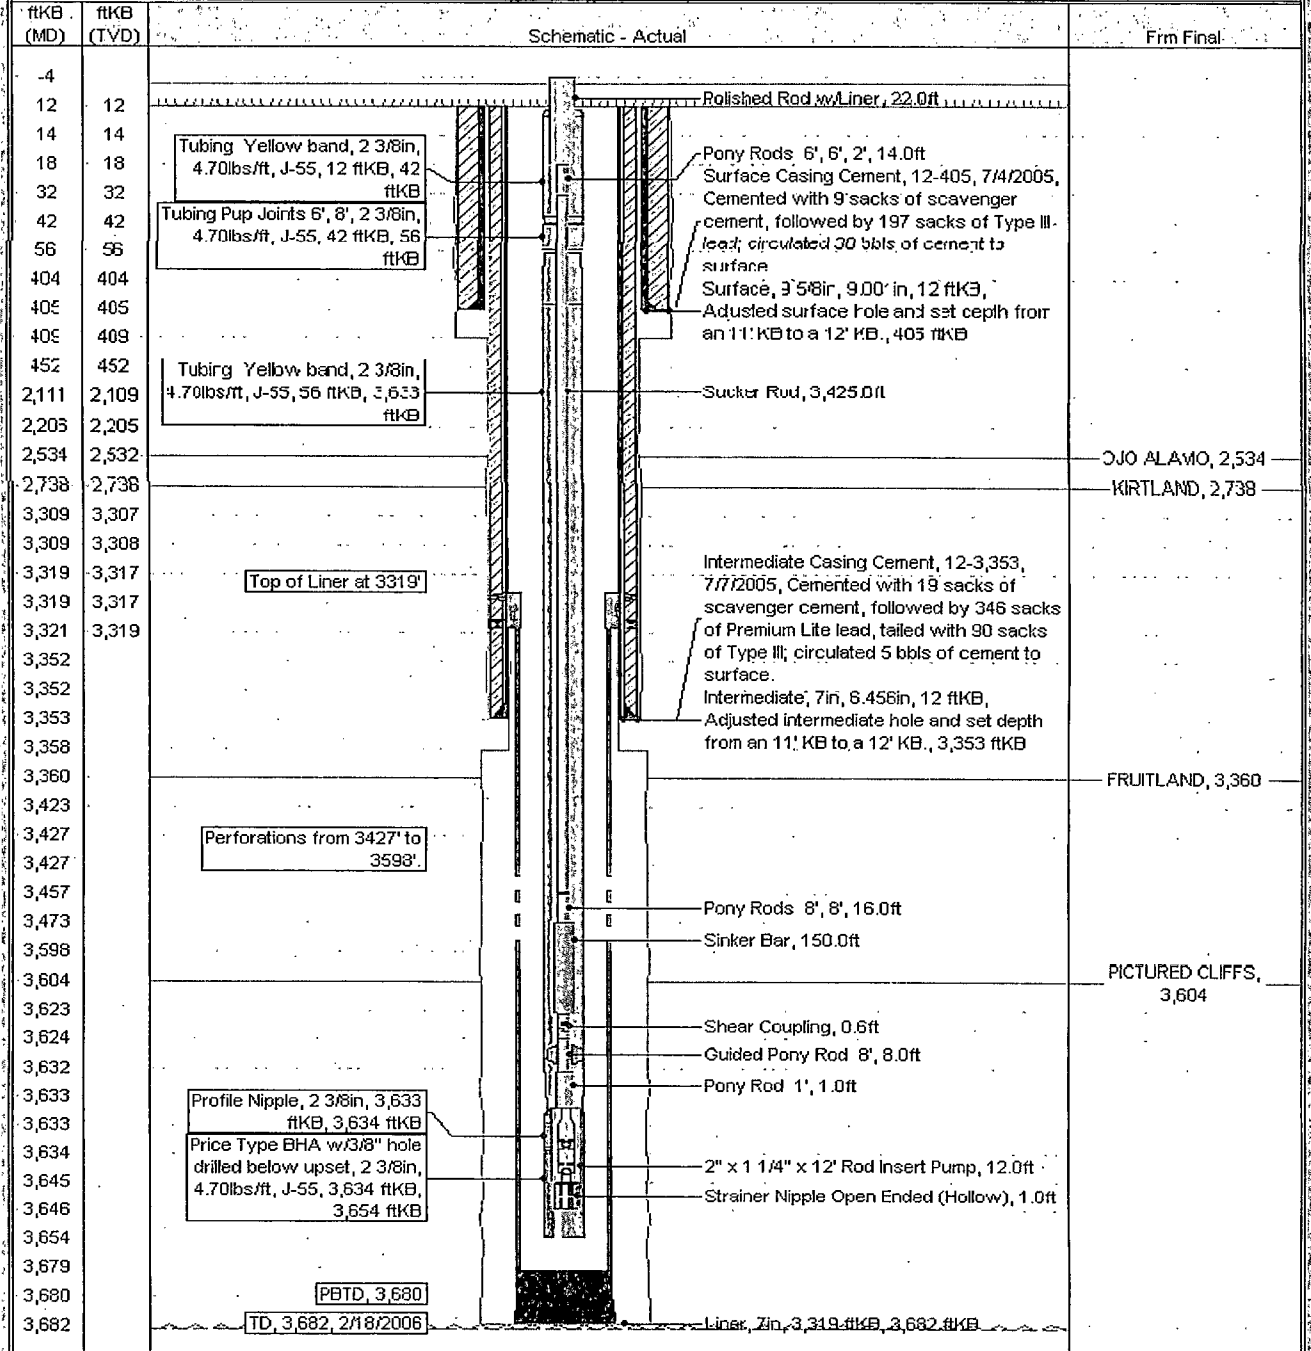 ftKB ftKB
(MD) (TVD) Schematic - Actual Frm Final
-4
12 12
14 14
18 18
32 32
42 42
56 56
404 404
405 405
409 409
452 452
2,111 2,109
2,203 2,205
2,534 2,532
2,738 2,736
3,309 3,307
3,309 3,308
3,319 3,317
3,319 3,317
3,321 3,319
3,352
3,352
3,353
3,358
3,360
3,423
3,427
3,427
3,457
3,473
3,598
3,604
3,623
3,624
3,632
3,633
3,633
3,634
3,645
3,646
3,654
3,679
3,680
3,682
Tubing Yellow band, 2 3/8in,
4.70lbs/ft, J-55, 12 ftKB, 42
ftKB
Tubing Pup Joints 6', 8', 2 3/8in,
4.70lbs/ft, J-55, 42 ftKB, 56
ftKB
Tubing Yellow band, 2 3/8in,
4.70lbs/ft, J-55, 56 ftKB, 3,633
ftKB
Top of Liner at 3319'
Perforations from 3427' to
3598'.
Profile Nipple, 2 3/8in, 3,633
ftKB, 3,634 ftKB
Price Type BHA w/3/8" hole
drilled below upset, 2 3/8in,
4.70lbs/ft, J-55, 3,634 ftKB,
3,654 ftKB
PBTD, 3,680
TD, 3,682, 2/18/2006
Polished Rod w/Liner, 22.0ft
Pony Rods 6', 6', 2', 14.0ft
Surface Casing Cement, 12-405, 7/4/2005,
Cemented with 9 sacks of scavenger
cement, followed by 197 sacks of Type III
lead; circulated 30 bbls of cement to
surface
Surface, 9 5/8in, 9.001in, 12 ftKB,
Adjusted surface hole and set depth from
an 11' KB to a 12' KB., 405 ftKB
Sucker Rod, 3,425.0ft
Intermediate Casing Cement, 12-3,353,
7/7/2005, Cemented with 19 sacks of
scavenger cement, followed by 346 sacks
of Premium Lite lead, tailed with 90 sacks
of Type III; circulated 5 bbls of cement to
surface.
Intermediate, 7in, 6.456in, 12 ftKB,
Adjusted intermediate hole and set depth
from an 11' KB to a 12' KB., 3,353 ftKB
Pony Rods 8', 8', 16.0ft
Sinker Bar, 150.0ft
Shear Coupling, 0.6ft
Guided Pony Rod 8', 8.0ft
Pony Rod 1', 1.0ft
2" x 1 1/4" x 12' Rod Insert Pump, 12.0ft
Strainer Nipple Open Ended (Hollow), 1.0ft
Liner, 7in, 3,319 ftKB, 3,682 ftKB
OJO ALAMO, 2,534
KIRTLAND, 2,738
FRUITLAND, 3,360
PICTURED CLIFFS,
3,604